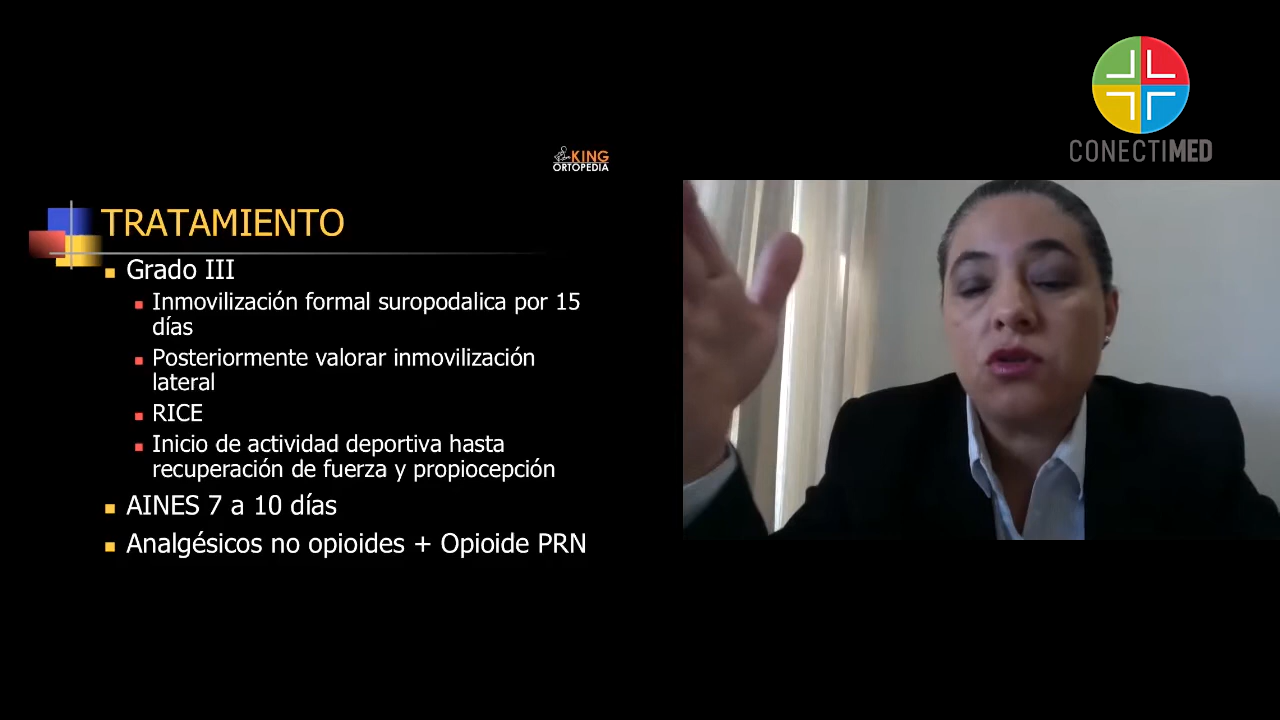 CONECTIMED
KING
ORTOPEDIA
TRATAMIENTO
Grado III
Inmovilización formal suropodalica por 15
días
Posteriormente valorar inmovilización
lateral
RICE
Inicio de actividad deportiva hasta
recuperación de fuerza y propiocepción
AINES 7 a 10 días
Analgésicos no opioides + Opioide PRN